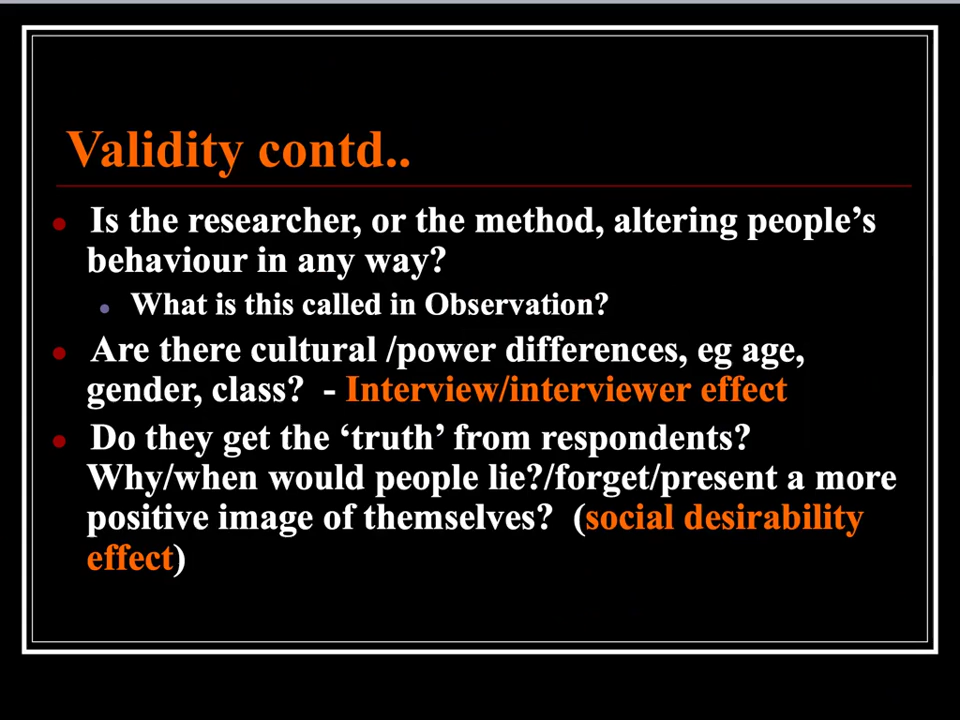 Validity contd..
Is the researcher, or the method, altering people’s
behaviour in any way?
What is this called in Observation?
Are there cultural /power differences, eg age,
gender, class? - Interview/interviewer effect
Do they get the ‘truth’ from respondents?
Why/when would people lie?/forget/present a more
positive image of themselves? (social desirability
effect)